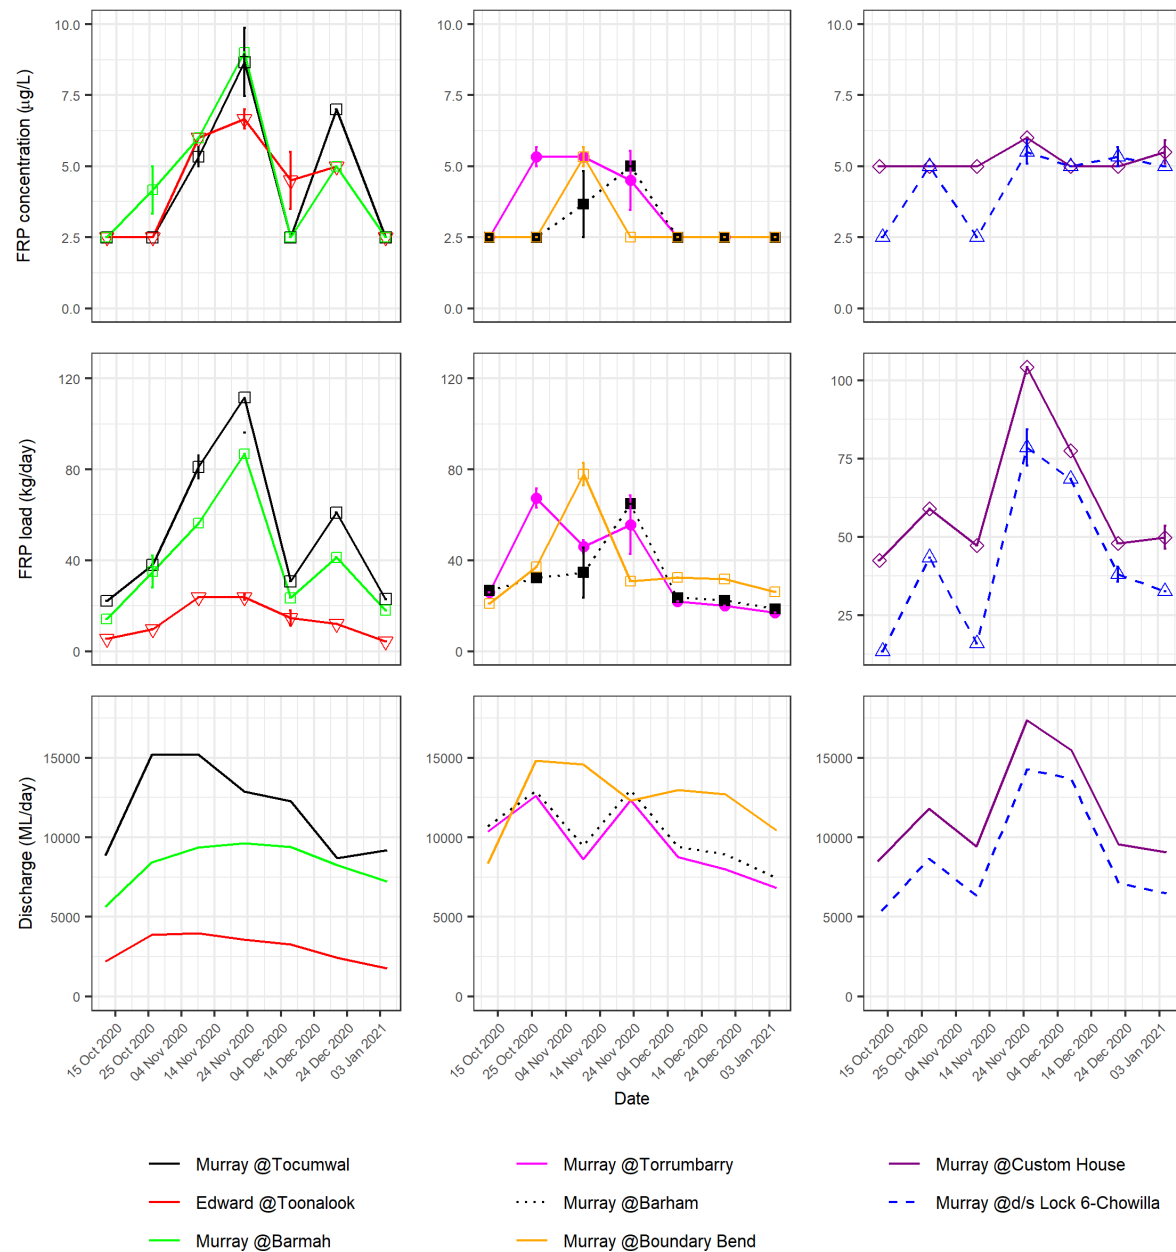 FRP concentration (µg/L)
10.0
7.5
5.0
2.5
0.0
10.0
7.5
5.0
2.5
0.0
10.0
7.5
5.0
2.5
0.0
FRP load (kg/day)
120
80
40
0
120
80
40
0
100
75
50
25
Discharge (ML/day)
15000
10000
5000
0
15000
10000
5000
0
15000
10000
5000
0
15 Oct 2020
25 Oct 2020
04 Nov 2020
14 Nov 2020
24 Nov 2020
04 Dec 2020
14 Dec 2020
24 Dec 2020
03 Jan 2021
15 Oct 2020
25 Oct 2020
04 Nov 2020
14 Nov 2020
24 Nov 2020
04 Dec 2020
14 Dec 2020
24 Dec 2020
03 Jan 2021
15 Oct 2020
25 Oct 2020
04 Nov 2020
14 Nov 2020
24 Nov 2020
04 Dec 2020
14 Dec 2020
24 Dec 2020
03 Jan 2021
Date
Murray @Tocumwal
Edward @Toonalook
Murray @Barmah
Murray @Torrumbarry
Murray @Barham
Murray @Boundary Bend
Murray @Custom House
Murray @d/s Lock 6-Chowilla